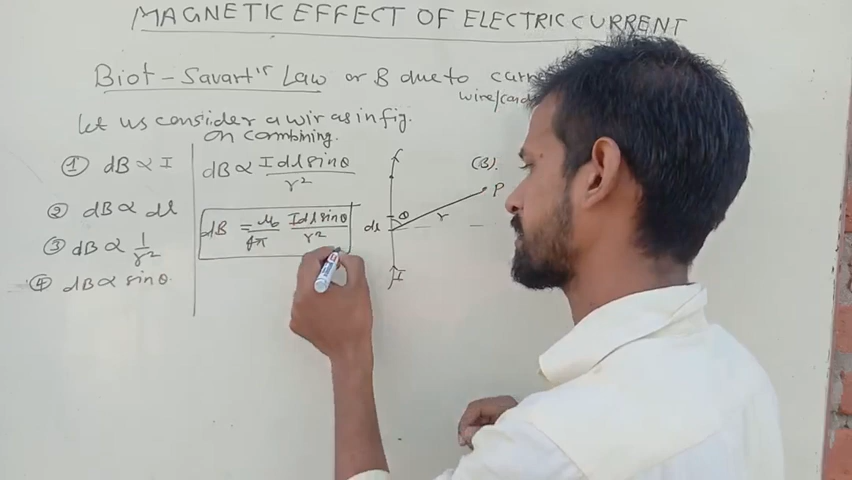 MAGNETIC EFFECT OF ELECTRIC CURRENT
Biot-Savart's Law or B due to
wire/
let us consider a wir as in fig.
on combining.
① dB ∝ I
② dB ∝ dl
③ dB ∝ 1/r²
④ dB ∝ sinθ
dB ∝ I dl sinθ / r²
dB = μ₀/4π I dl sinθ / r²
(B).
P
θ
r
dl
I